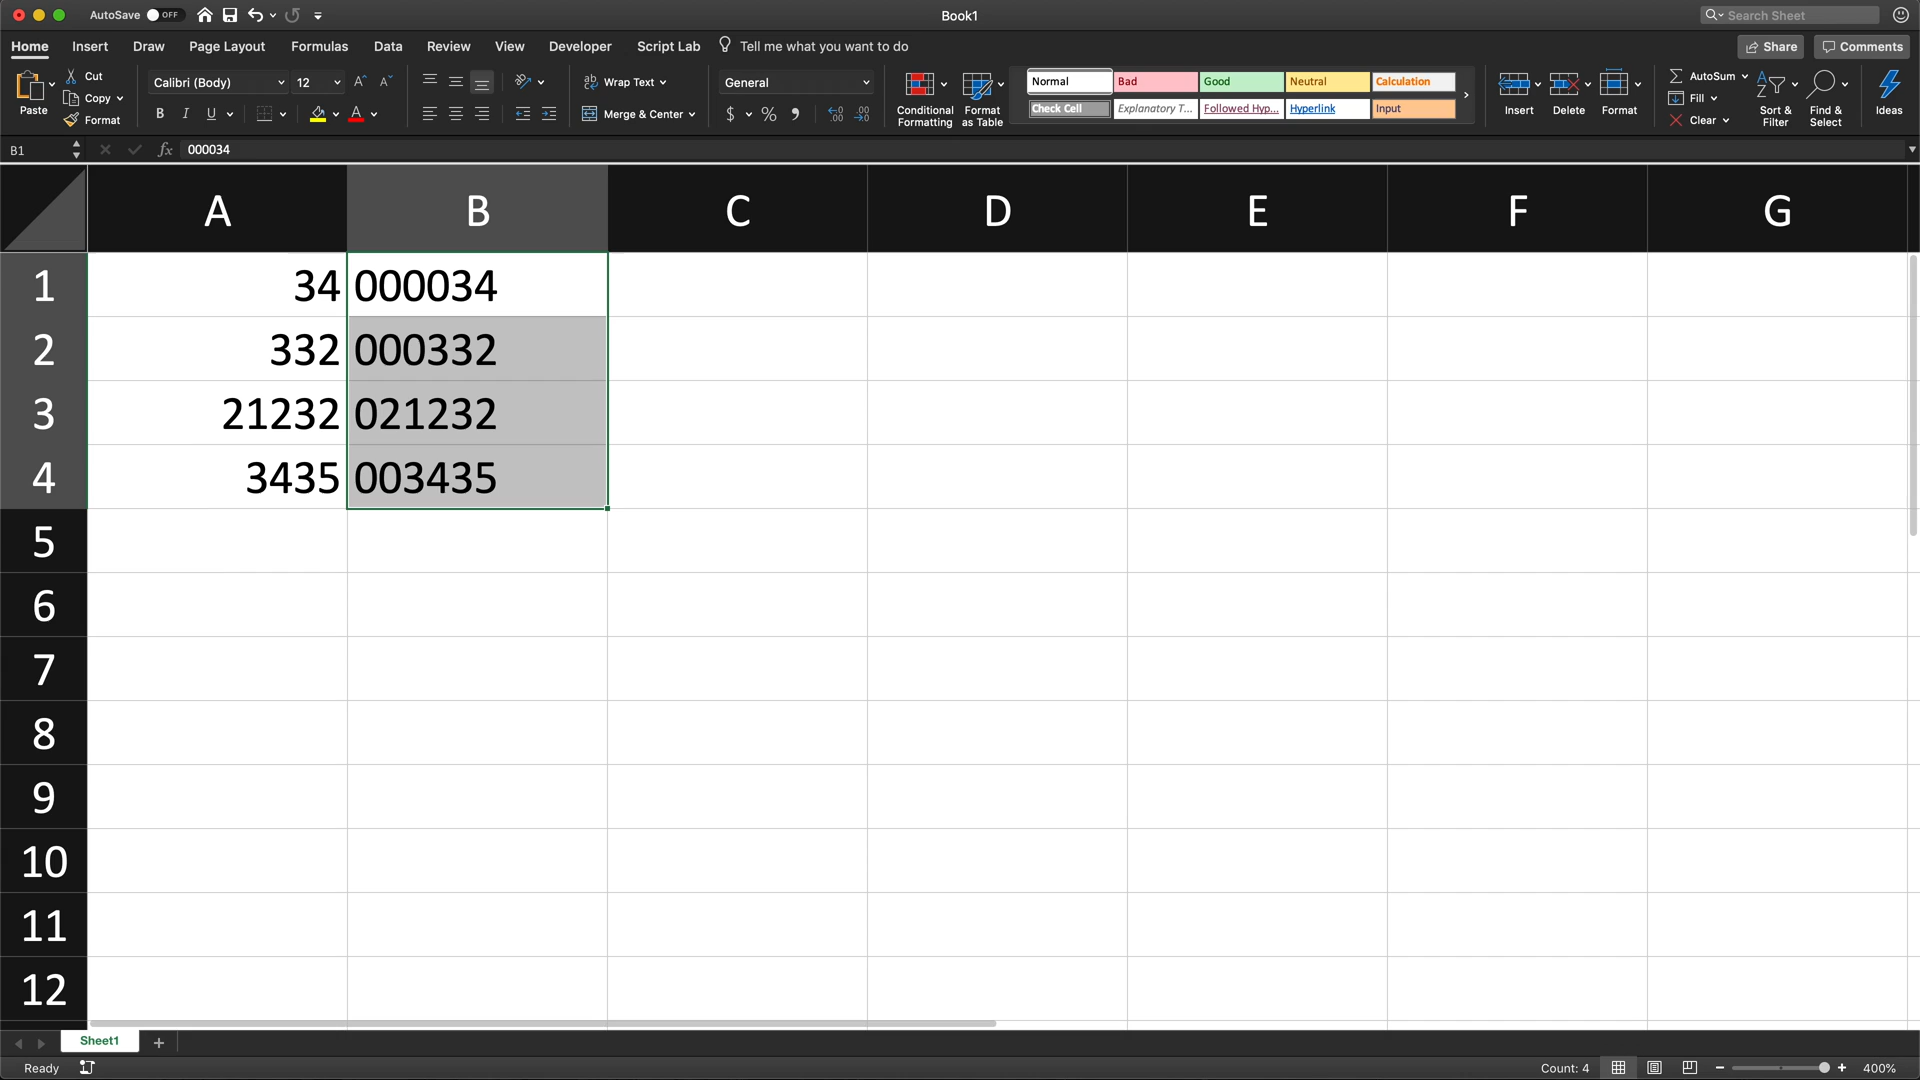 AutoSave OFF Book1 Search Sheet
Home Insert Draw Page Layout Formulas Data Review View Developer Script Lab Tell me what you want to do Share Comments
Paste Cut Copy Format
Calibri (Body) 12
B I U A
Wrap Text
Merge & Center
General
$ % ,
Conditional Formatting
Format as Table
Normal Bad Good Neutral Calculation
Check Cell Explanatory T... Followed Hyp... Hyperlink Input
Insert Delete Format
AutoSum
Fill
Clear
Sort & Filter
Find & Select
Ideas
B1 fx 000034
A B C D E F G
1 34 000034
2 332 000332
3 21232 021232
4 3435 003435
5
6
7
8
9
10
11
12
Sheet1 +
Ready Count: 4 400%